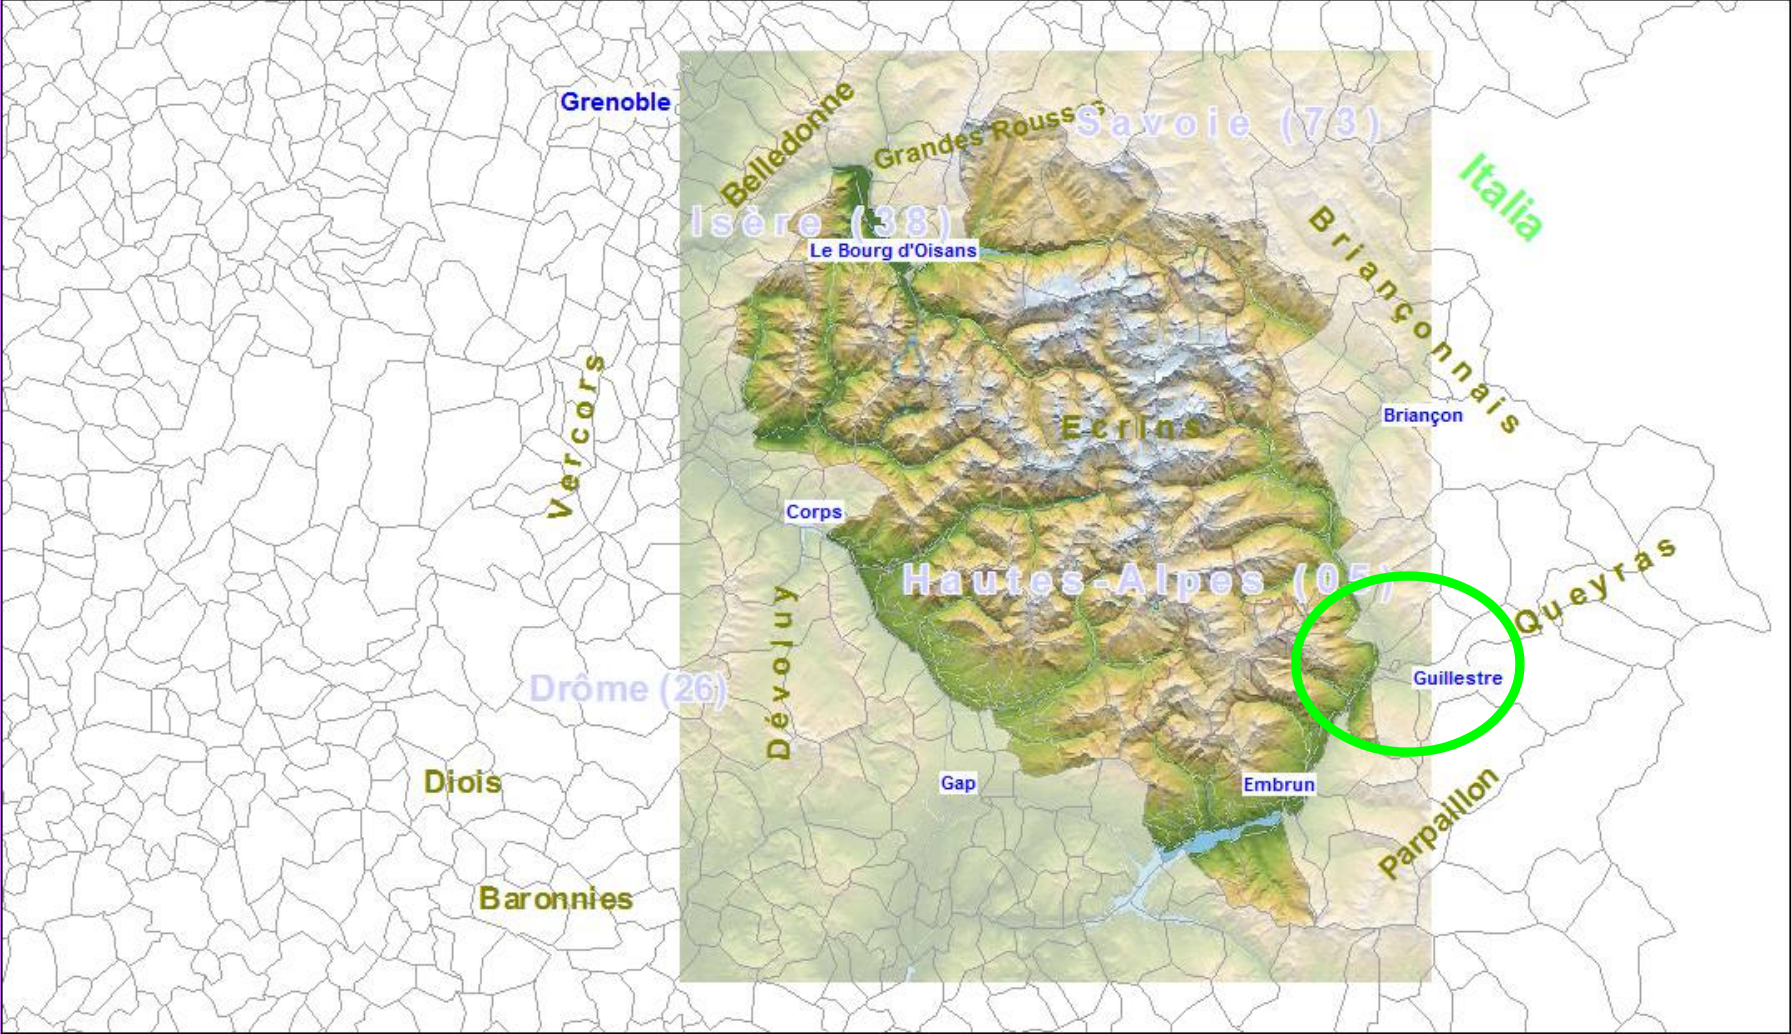 Grenoble
Belledonne
Grandes Rousses
Savoie (73)
Italia
Isère (38)
Le Bourg d'Oisans
Briançonnais
Vercors
Ecrins
Briançon
Corps
Hautes-Alpes (05)
Queyras
Dévoluy
Drôme (26)
Guillestre
Diois
Gap
Embrun
Parpaillon
Baronnies